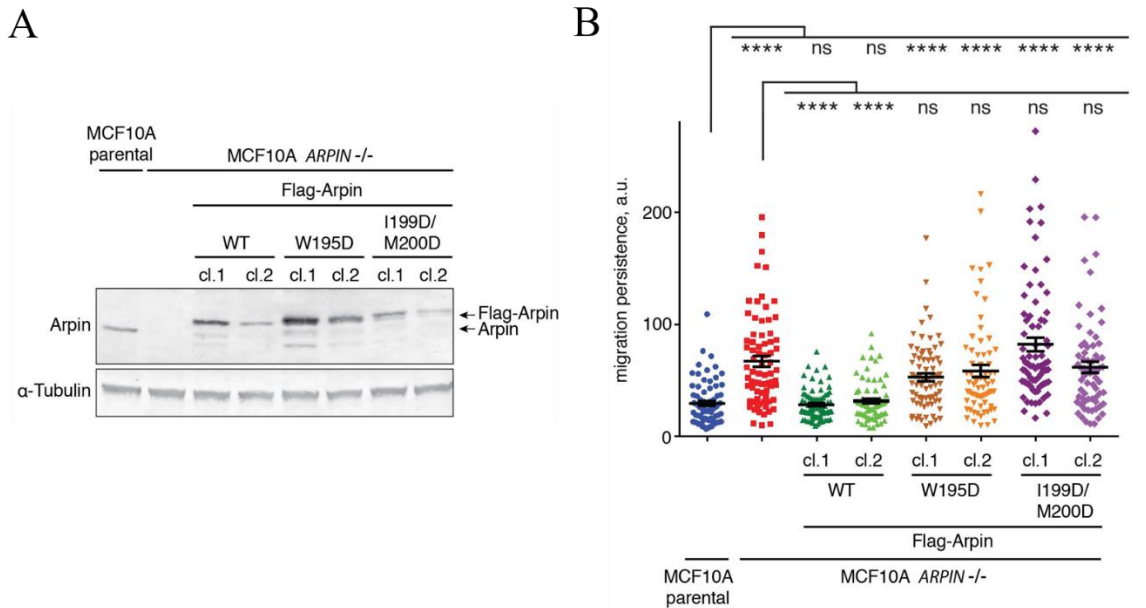 A
MCF10A
parental
MCF10A ARPIN -/-
Flag-Arpin
WT
W195D
I199D/
M200D
cl.1 cl.2 cl.1 cl.2 cl.1 cl.2
Arpin
Flag-Arpin
Arpin
α-Tubulin
B
**** ns ns **** **** **** ****
**** **** ns ns ns ns
migration persistence, a.u.
200
100
0
cl.1 cl.2 cl.1 cl.2 cl.1 cl.2
WT
W195D
I199D/
M200D
Flag-Arpin
MCF10A
parental
MCF10A ARPIN -/-